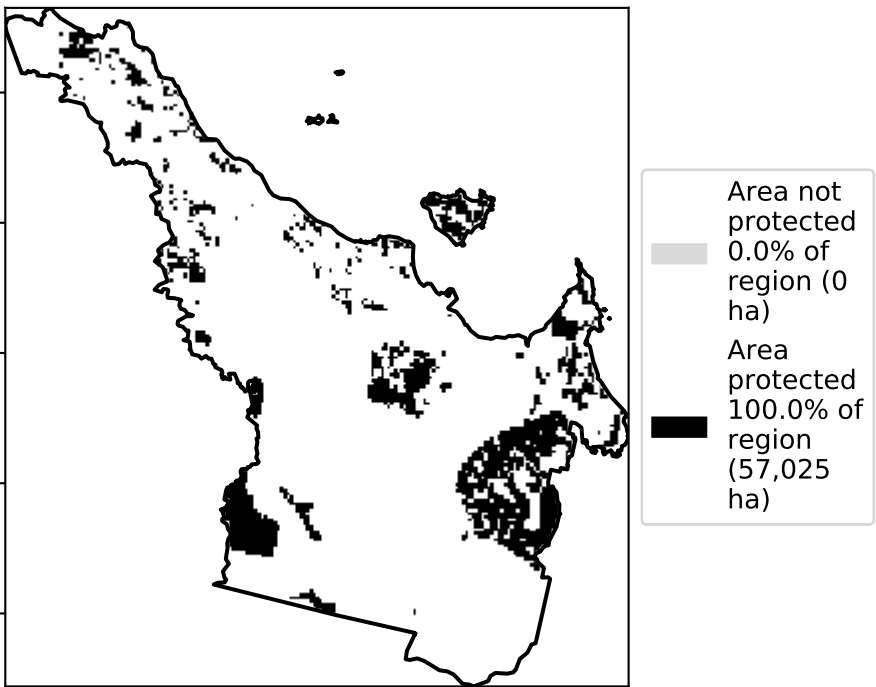 Area not
protected
0.0% of
region (0
ha)
Area
protected
100.0% of
region
(57,025
ha)